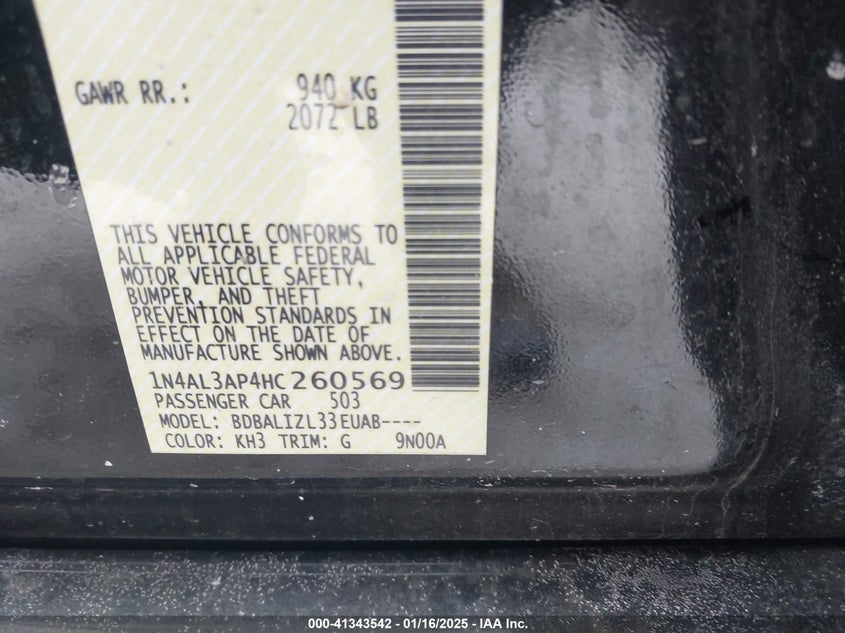 GAWR RR.: 940 KG
2072 LB
THIS VEHICLE CONFORMS TO
ALL APPLICABLE FEDERAL
MOTOR VEHICLE SAFETY,
BUMPER, AND THEFT
PREVENTION STANDARDS IN
EFFECT ON THE DATE OF
MANUFACTURE SHOWN ABOVE.
1N4AL3AP4HC260569
PASSENGER CAR 503
MODEL: BDBALIZL33EUAB----
COLOR: KH3 TRIM: G 9N00A
000-41343542 - 01/16/2025 - IAA Inc.